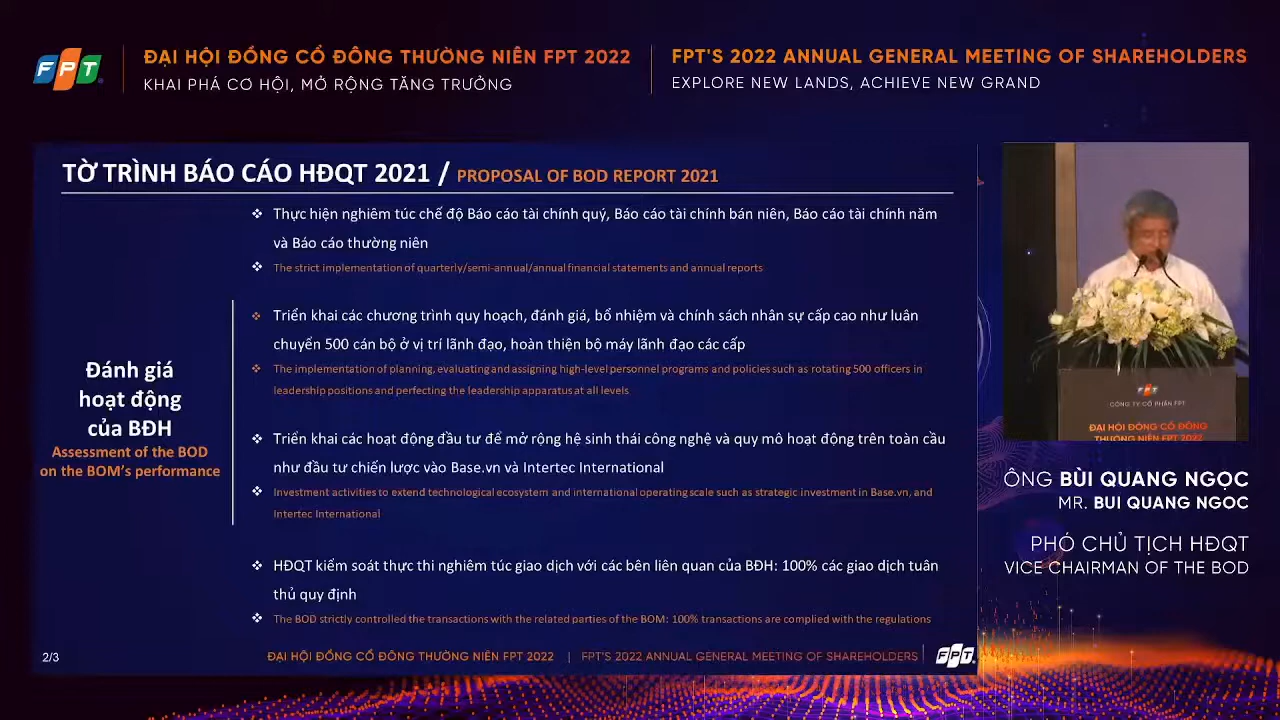 FPT
ĐẠI HỘI ĐỒNG CỔ ĐÔNG THƯỜNG NIÊN FPT 2022
KHAI PHÁ CƠ HỘI, MỞ RỘNG TĂNG TRƯỞNG
FPT'S 2022 ANNUAL GENERAL MEETING OF SHAREHOLDERS
EXPLORE NEW LANDS, ACHIEVE NEW GRAND
TỜ TRÌNH BÁO CÁO HĐQT 2021 / PROPOSAL OF BOD REPORT 2021
Đánh giá
hoạt động
của BĐH
Assessment of the BOD
on the BOM's performance
❖ Thực hiện nghiêm túc chế độ Báo cáo tài chính quý, Báo cáo tài chính bán niên, Báo cáo tài chính năm
và Báo cáo thường niên
❖ The strict implementation of quarterly/semi-annual/annual financial statements and annual reports
❖ Triển khai các chương trình quy hoạch, đánh giá, bổ nhiệm và chính sách nhân sự cấp cao như luân
chuyển 500 cán bộ ở vị trí lãnh đạo, hoàn thiện bộ máy lãnh đạo các cấp
❖ The implementation of planning, evaluating and assigning high-level personnel programs and policies such as rotating 500 officers in
leadership positions and perfecting the leadership apparatus at all levels
❖ Triển khai các hoạt động đầu tư để mở rộng hệ sinh thái công nghệ và quy mô hoạt động trên toàn cầu
như đầu tư chiến lược vào Base.vn và Intertec International
❖ Investment activities to extend technological ecosystem and international operating scale such as strategic investment in Base.vn, and
Intertec International
❖ HĐQT kiểm soát thực thi nghiêm túc giao dịch với các bên liên quan của BĐH: 100% các giao dịch tuân
thủ quy định
❖ The BOD strictly controlled the transactions with the related parties of the BOM: 100% transactions are complied with the regulations
2/3
ĐẠI HỘI ĐỒNG CỔ ĐÔNG THƯỜNG NIÊN FPT 2022 | FPT'S 2022 ANNUAL GENERAL MEETING OF SHAREHOLDERS
FPT
FPT
CÔNG TY CỔ PHẦN FPT
ĐẠI HỘI ĐỒNG CỔ ĐÔNG
THƯỜNG NIÊN FPT 2022
ÔNG BÙI QUANG NGỌC
MR. BUI QUANG NGOC
PHÓ CHỦ TỊCH HĐQT
VICE CHAIRMAN OF THE BOD